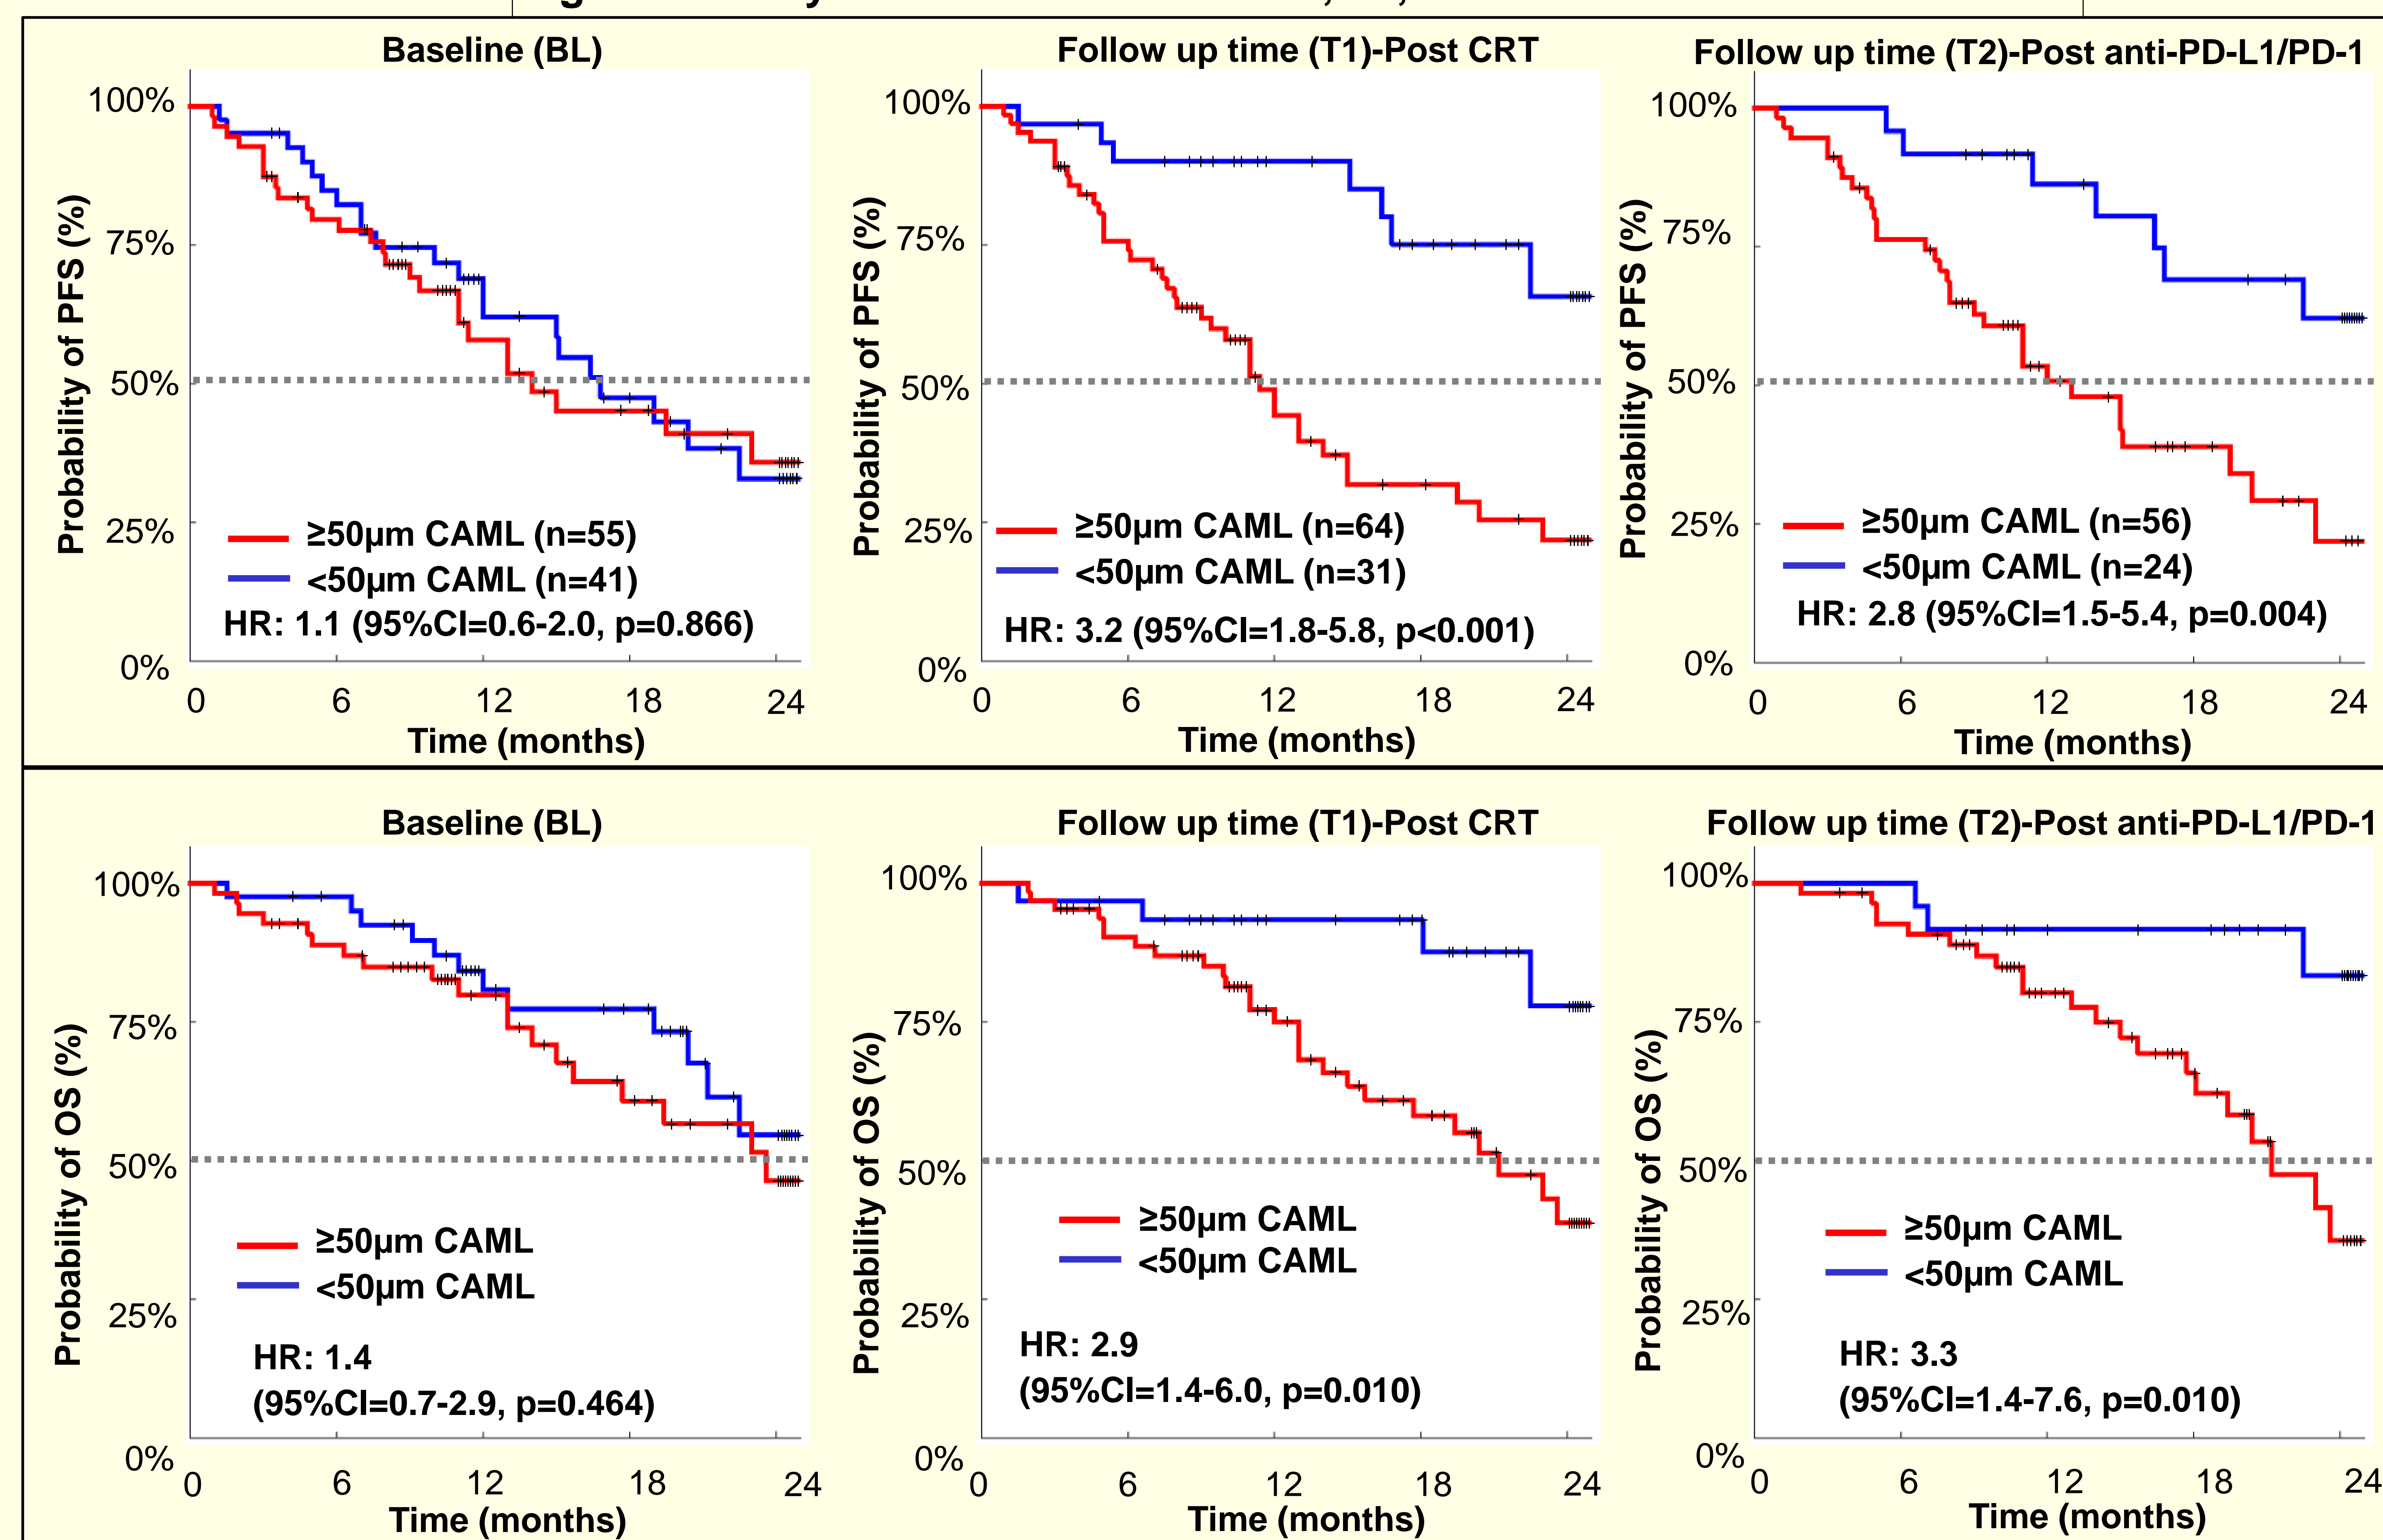 Baseline (BL)
100%
75%
50%
25%
0%
Probability of PFS (%)
≥50µm CAML (n=55)
<50µm CAML (n=41)
HR: 1.1 (95%CI=0.6-2.0, p=0.866)
0 6 12 18 24
Time (months)
Follow up time (T1)-Post CRT
100%
75%
50%
25%
0%
Probability of PFS (%)
≥50µm CAML (n=64)
<50µm CAML (n=31)
HR: 3.2 (95%CI=1.8-5.8, p<0.001)
0 6 12 18 24
Time (months)
Follow up time (T2)-Post anti-PD-L1/PD-1
100%
75%
50%
25%
0%
Probability of PFS (%)
≥50µm CAML (n=56)
<50µm CAML (n=24)
HR: 2.8 (95%CI=1.5-5.4, p=0.004)
0 6 12 18 24
Time (months)
Baseline (BL)
100%
75%
50%
25%
0%
Probability of OS (%)
≥50µm CAML
<50µm CAML
HR: 1.4
(95%CI=0.7-2.9, p=0.464)
0 6 12 18 24
Time (months)
Follow up time (T1)-Post CRT
100%
75%
50%
25%
0%
Probability of OS (%)
≥50µm CAML
<50µm CAML
HR: 2.9
(95%CI=1.4-6.0, p=0.010)
0 6 12 18 24
Time (months)
Follow up time (T2)-Post anti-PD-L1/PD-1
100%
75%
50%
25%
0%
Probability of OS (%)
≥50µm CAML
<50µm CAML
HR: 3.3
(95%CI=1.4-7.6, p=0.010)
0 6 12 18 24
Time (months)